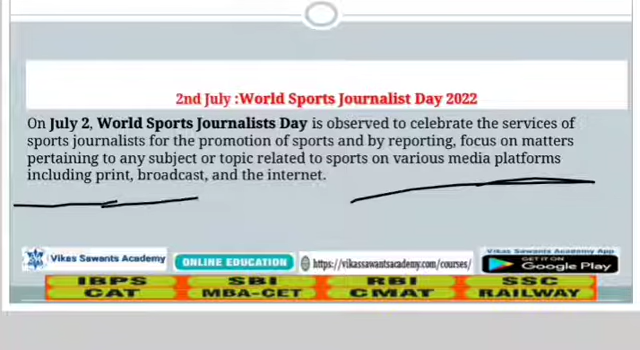 2nd July :World Sports Journalist Day 2022
On July 2, World Sports Journalists Day is observed to celebrate the services of
sports journalists for the promotion of sports and by reporting, focus on matters
pertaining to any subject or topic related to sports on various media platforms
including print, broadcast, and the internet.
Vikas Sawants Academy App
Vikas Sawants Academy
ONLINE EDUCATION
https://vikassawantsacademy.com/courses/
GET IT ON
Google Play
IBPS SBI RBI SSC
CAT MBA-CET CMAT RAILWAY